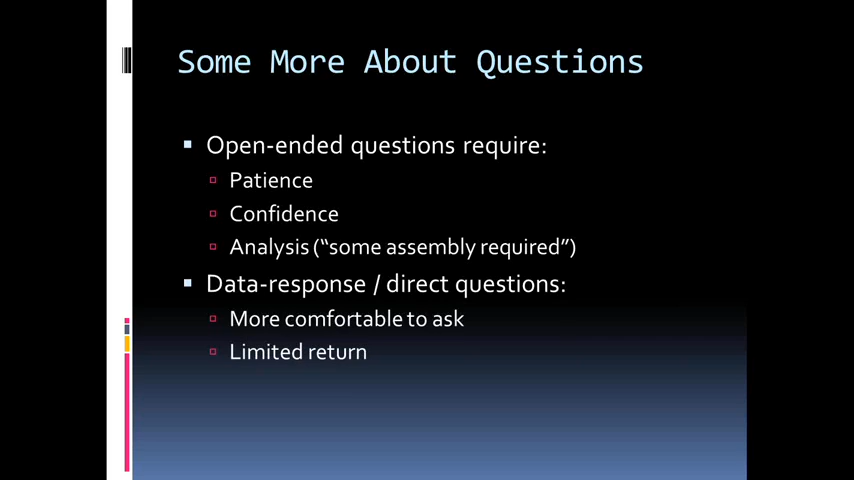 Some More About Questions
Open-ended questions require:
Patience
Confidence
Analysis (“some assembly required”)
Data-response / direct questions:
More comfortable to ask
Limited return